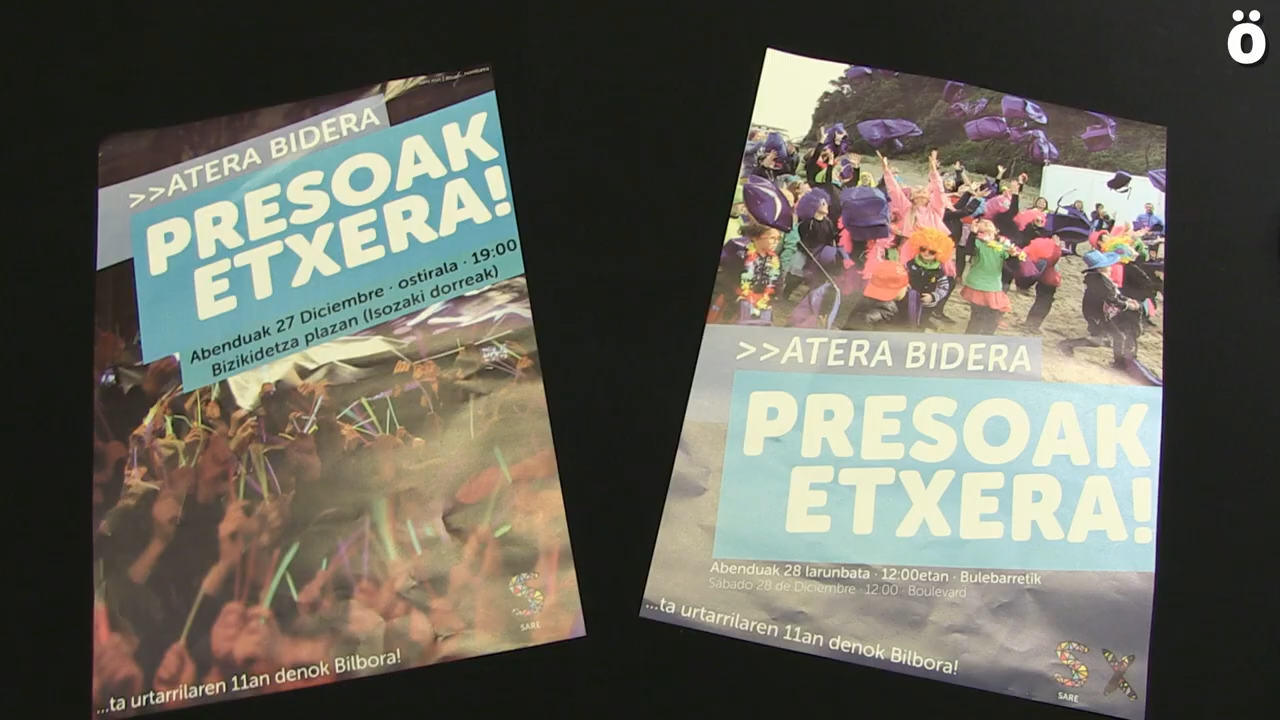 ö
>>ATERA BIDERA
PRESOAK
ETXERA!
Abenduak 27 Diciembre · ostirala · 19:00
Bizikidetza plazan (Isozaki dorreak)
SARE
...ta urtarrilaren 11an denok Bilbora!
>>ATERA BIDERA
PRESOAK
ETXERA!
Abenduak 28 larunbata · 12:00etan · Bulebarretik
Sábado 28 de Diciembre · 12:00 · Boulevard
...ta urtarrilaren 11an denok Bilbora!
SARE